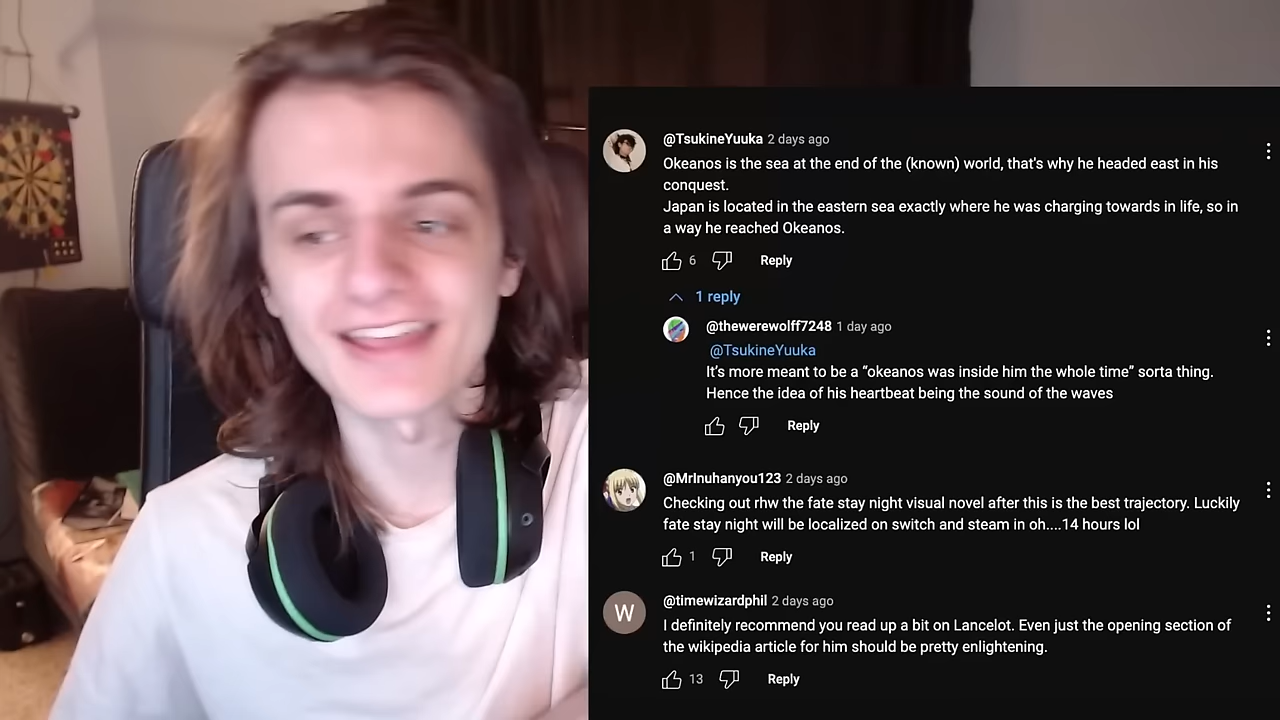 @TsukineYuuka 2 days ago
Okeanos is the sea at the end of the (known) world, that's why he headed east in his
conquest.
Japan is located in the eastern sea exactly where he was charging towards in life, so in
a way he reached Okeanos.
6 Reply
1 reply
@thewerewolff7248 1 day ago
@TsukineYuuka
It's more meant to be a “okeanos was inside him the whole time” sorta thing.
Hence the idea of his heartbeat being the sound of the waves
Reply
@MrInuhanyou123 2 days ago
Checking out rhw the fate stay night visual novel after this is the best trajectory. Luckily
fate stay night will be localized on switch and steam in oh....14 hours lol
1 Reply
W
@timewizardphil 2 days ago
I definitely recommend you read up a bit on Lancelot. Even just the opening section of
the wikipedia article for him should be pretty enlightening.
13 Reply